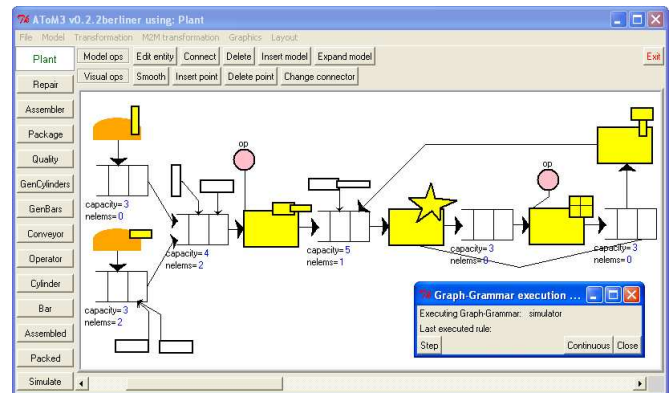 AToM3 v0.2.2berliner using: Plant
File Model Transformation M2M transformation Graphics Layout
Plant
Model ops Edit entity Connect Delete Insert model Expand model Exit
Visual ops Smooth Insert point Delete point Change connector
Repair
Assembler
Package
Quality
GenCylinders
GenBars
Conveyor
Operator
Cylinder
Bar
Assembled
Packed
Simulate
op
capacity= 3
nelems= 0
capacity= 4
nelems= 2
capacity= 3
nelems= 2
capacity= 5
nelems= 1
capacity= 3
nelems= 0
op
capacity= 3
nelems= 0
Graph-Grammar execution ...
Executing Graph-Grammar: simulator
Last executed rule:
Step Continuous Close